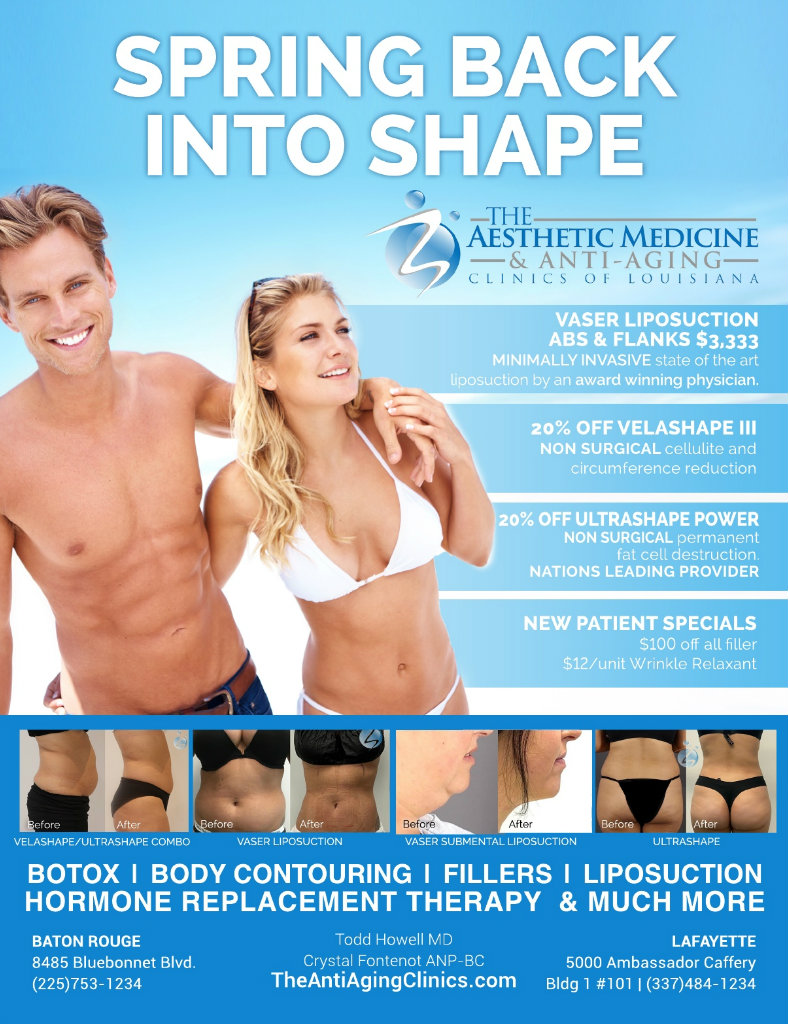 SPRING BACK
INTO SHAPE
THE
AESTHETIC MEDICINE
& ANTI-AGING
CLINICS OF LOUISIANA
VASER LIPOSUCTION
ABS & FLANKS $3,333
MINIMALLY INVASIVE state of the art
liposuction by an award winning physician.
20% OFF VELASHAPE III
NON SURGICAL cellulite and
circumference reduction
20% OFF ULTRASHAPE POWER
NON SURGICAL permanent
fat cell destruction.
NATIONS LEADING PROVIDER
NEW PATIENT SPECIALS
$100 off all filler
$12/unit Wrinkle Relaxant
Before After
VELASHAPE/ULTRASHAPE COMBO
Before After
VASER LIPOSUCTION
Before After
VASER SUBMENTAL LIPOSUCTION
Before After
ULTRASHAPE
BOTOX | BODY CONTOURING | FILLERS | LIPOSUCTION
HORMONE REPLACEMENT THERAPY & MUCH MORE
BATON ROUGE
8485 Bluebonnet Blvd.
(225)753-1234
Todd Howell MD
Crystal Fontenot ANP-BC
TheAntiAgingClinics.com
LAFAYETTE
5000 Ambassador Caffery
Bldg 1 #101 | (337)484-1234